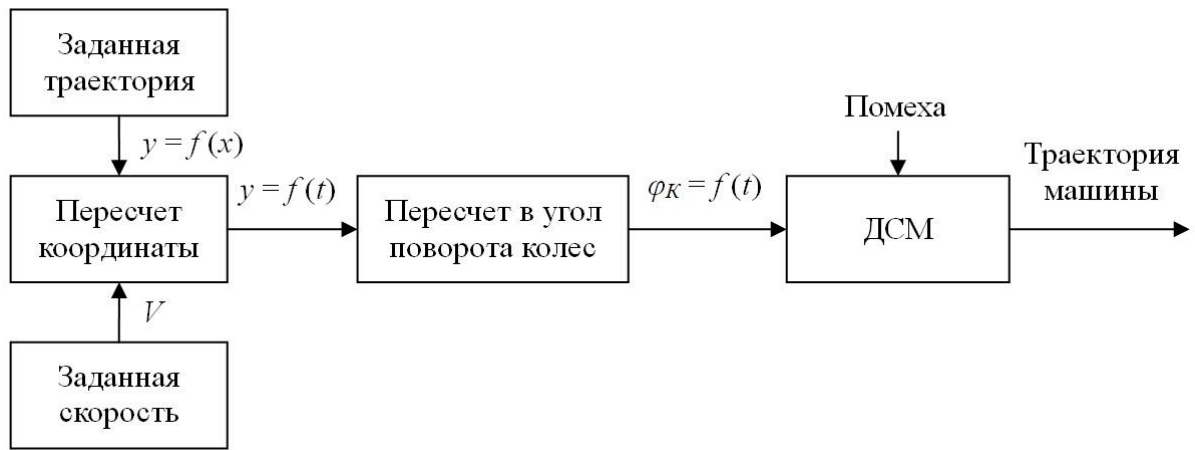 Заданная
траектория
y = f (x)
Пересчет
координаты
y = f (t)
Пересчет в угол
поворота колес
φK = f (t)
Помеха
ДСМ
Траектория
машины
V
Заданная
скорость